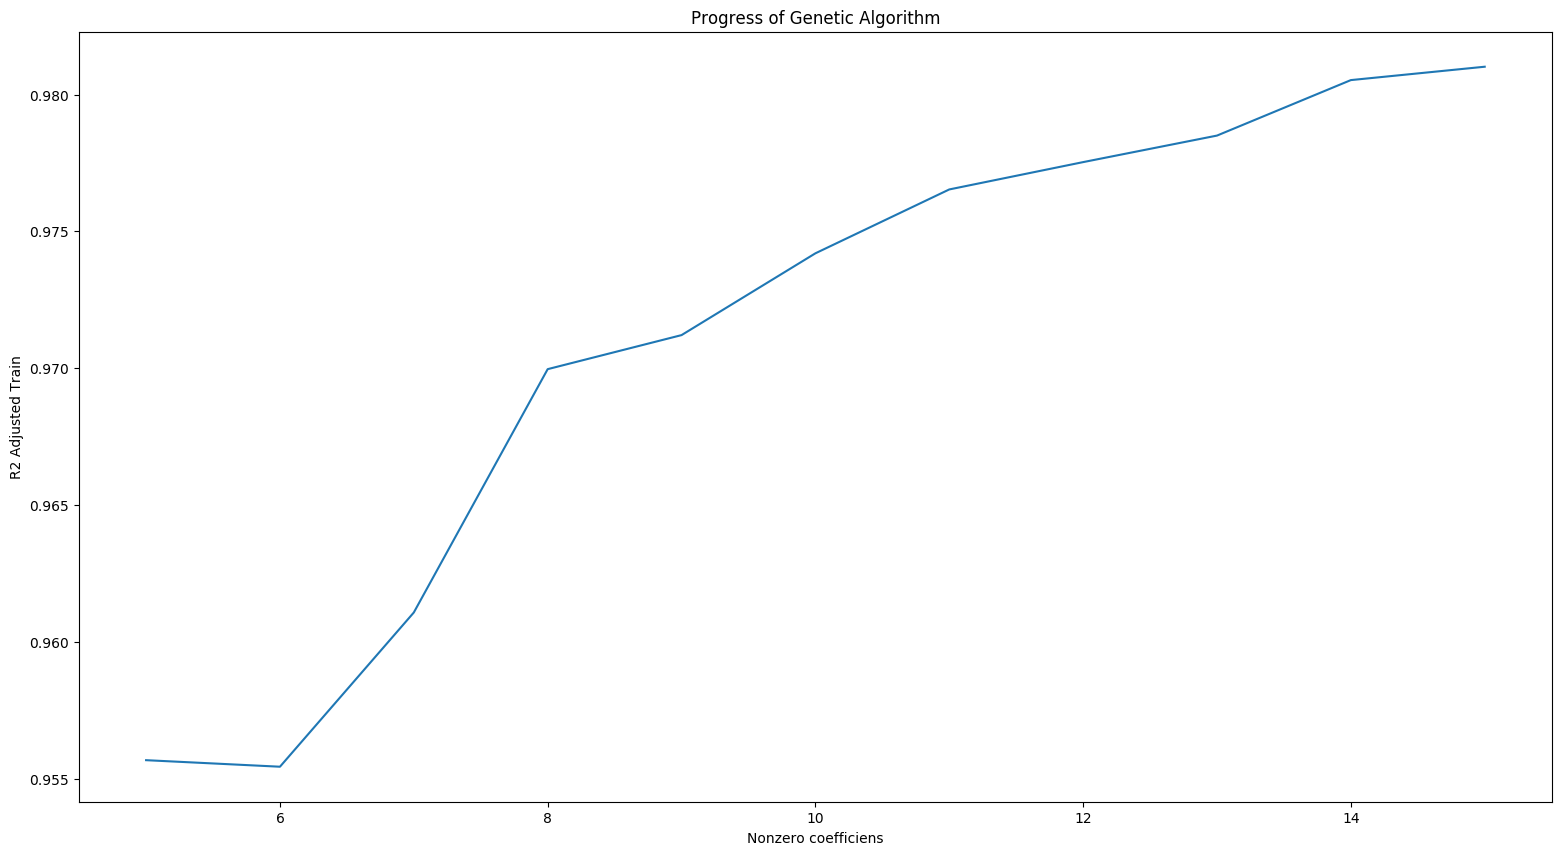 Progress of Genetic Algorithm
0.980
0.975
0.970
0.965
0.960
0.955
R2 Adjusted Train
6 8 10 12 14
Nonzero coefficiens